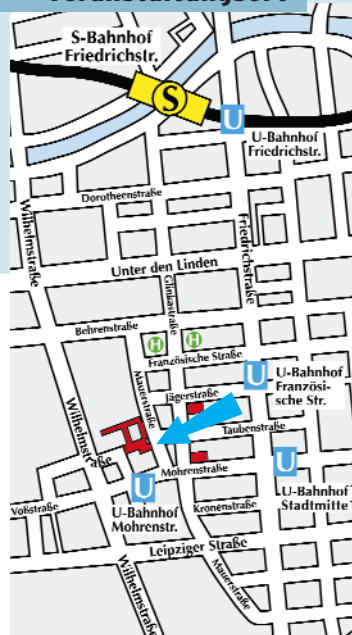 Veranstaltungsort
S-Bahnhof
Friedrichstr.
S
U
U-Bahnhof
Friedrichstr.
Dorotheenstraße
Wilhelmstraße
Friedrichstraße
Unter den Linden
Glinkastraße
Behrenstraße
H
H
Französische Straße
U
U-Bahnhof
Französi-
sche Str.
Mauerstraße
Jägerstraße
Taubenstraße
Wilhelmstraße
Mohrenstraße
U
U-Bahnhof
Stadtmitte
U
U-Bahnhof
Mohrenstr.
Voßstraße
Kronenstraße
Leipziger Straße
Mauerstraße
Wilhelmstraße